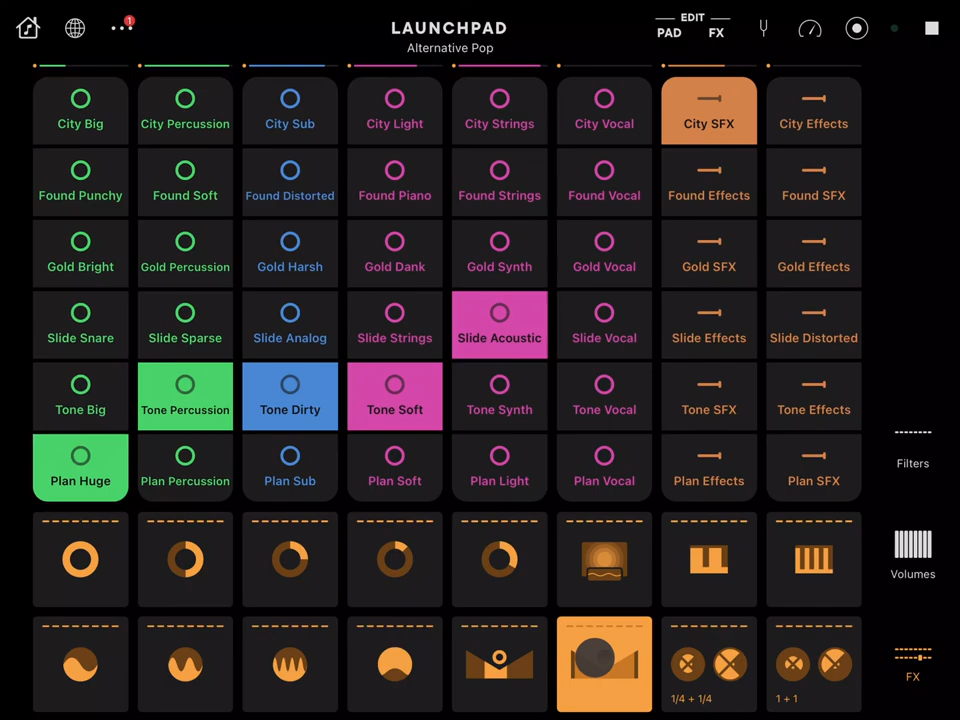 1
LAUNCHPAD
Alternative Pop
EDIT
PAD FX
City Big City Percussion City Sub City Light City Strings City Vocal City SFX City Effects
Found Punchy Found Soft Found Distorted Found Piano Found Strings Found Vocal Found Effects Found SFX
Gold Bright Gold Percussion Gold Harsh Gold Dank Gold Synth Gold Vocal Gold SFX Gold Effects
Slide Snare Slide Sparse Slide Analog Slide Strings Slide Acoustic Slide Vocal Slide Effects Slide Distorted
Tone Big Tone Percussion Tone Dirty Tone Soft Tone Synth Tone Vocal Tone SFX Tone Effects
Plan Huge Plan Percussion Plan Sub Plan Soft Plan Light Plan Vocal Plan Effects Plan SFX
Filters
Volumes
FX
1/4 + 1/4 1 + 1